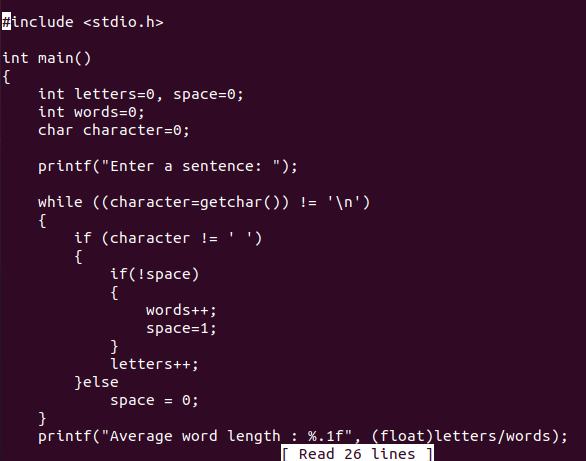 #include <stdio.h>

int main()
{
    int letters=0, space=0;
    int words=0;
    char character=0;

    printf("Enter a sentence: ");

    while ((character=getchar()) != '\n')
    {
        if (character != ' ')
        {
            if(!space)
            {
                words++;
                space=1;
            }
            letters++;
        }else
            space = 0;
    }
    printf("Average word length : %.1f", (float)letters/words);
[ Read 26 lines ]